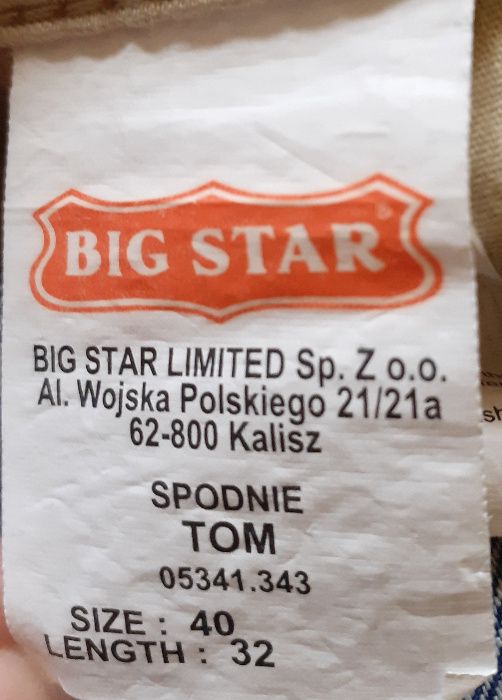 BIG STAR
BIG STAR LIMITED Sp. Z o.o.
Al. Wojska Polskiego 21/21a
62-800 Kalisz
SPODNIE
TOM
05341.343
SIZE : 40
LENGTH : 32